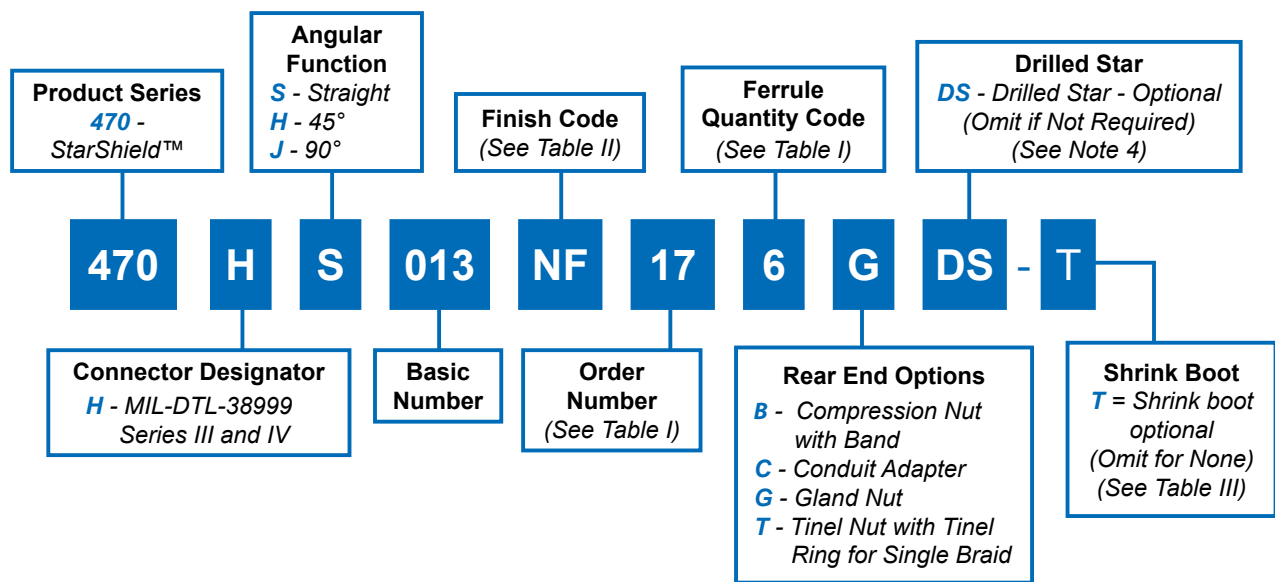 Product Series
470 -
StarShield™
Angular
Function
S - Straight
H - 45°
J - 90°
Finish Code
(See Table II)
Ferrule
Quantity Code
(See Table I)
Drilled Star
DS - Drilled Star - Optional
(Omit if Not Required)
(See Note 4)
470 H S 013 NF 17 6 G DS - T
Connector Designator
H - MIL-DTL-38999
Series III and IV
Basic
Number
Order
Number
(See Table I)
Rear End Options
B - Compression Nut
with Band
C - Conduit Adapter
G - Gland Nut
T - Tinel Nut with Tinel
Ring for Single Braid
Shrink Boot
T = Shrink boot
optional
(Omit for None)
(See Table III)